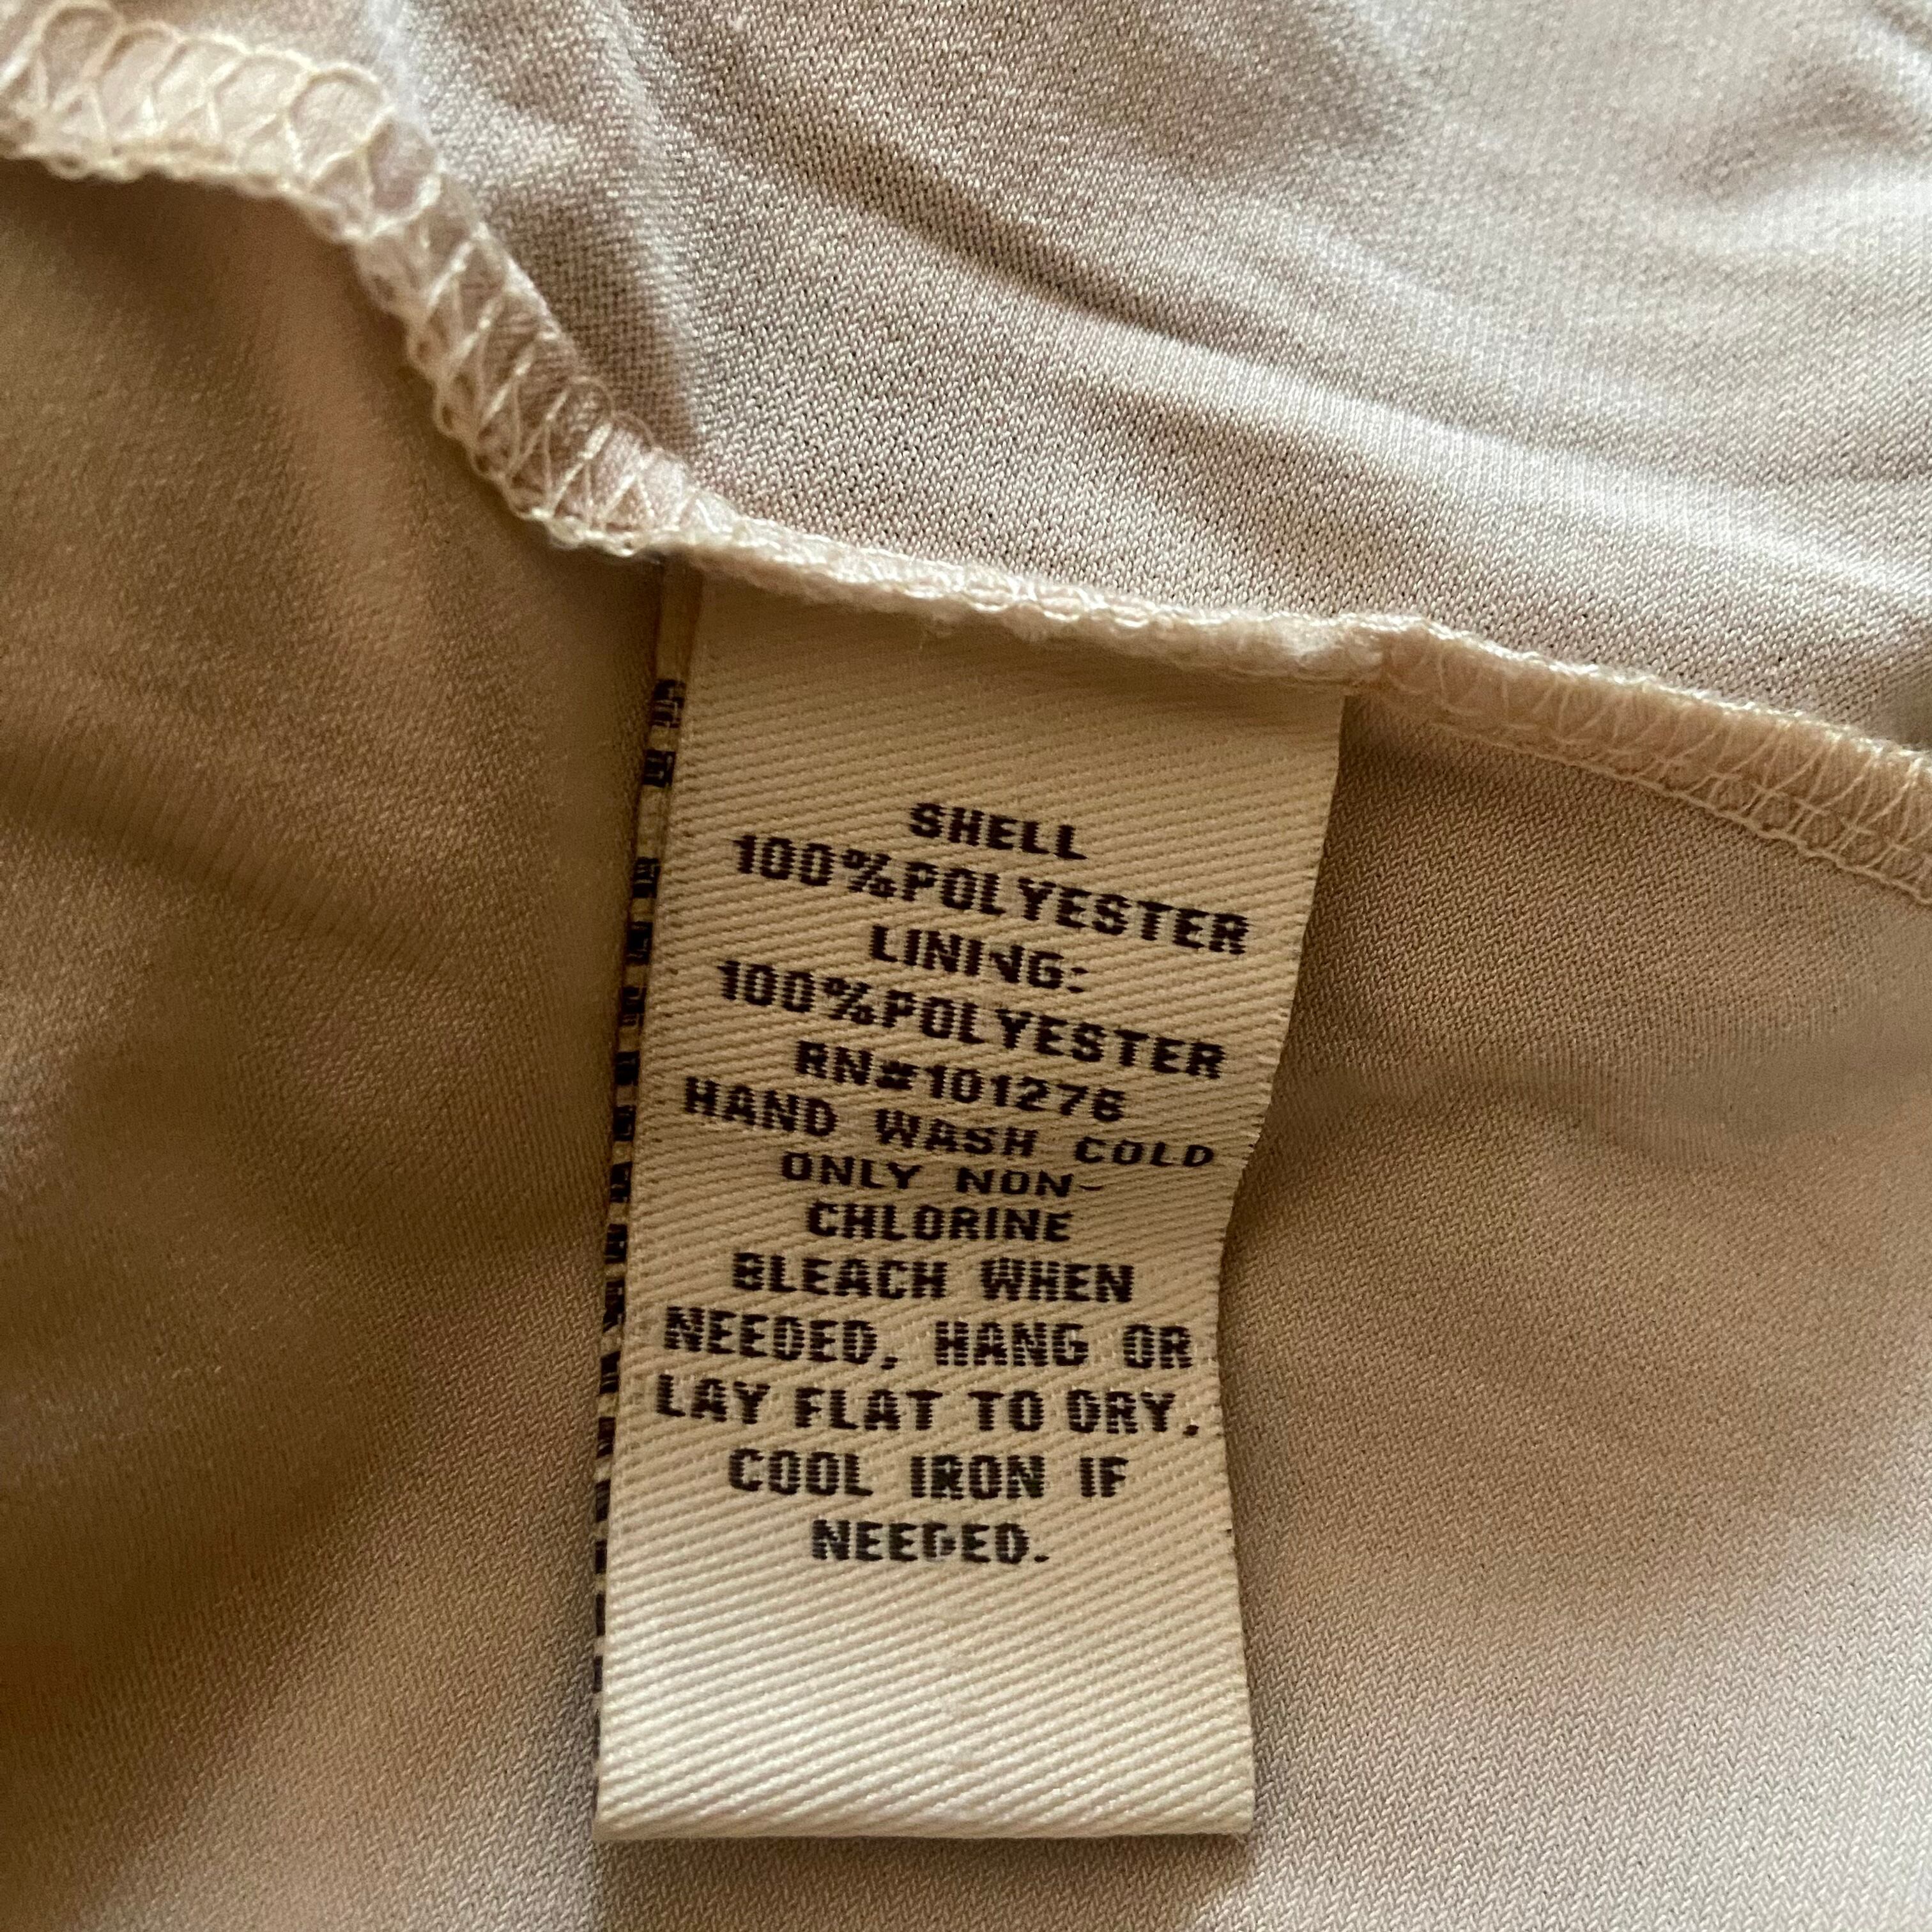 SHELL
100%POLYESTER
LINING:
100%POLYESTER
RN#101276
HAND WASH COLD
ONLY NON-
CHLORINE
BLEACH WHEN
NEEDED, HANG OR
LAY FLAT TO DRY,
COOL IRON IF
NEEDED.